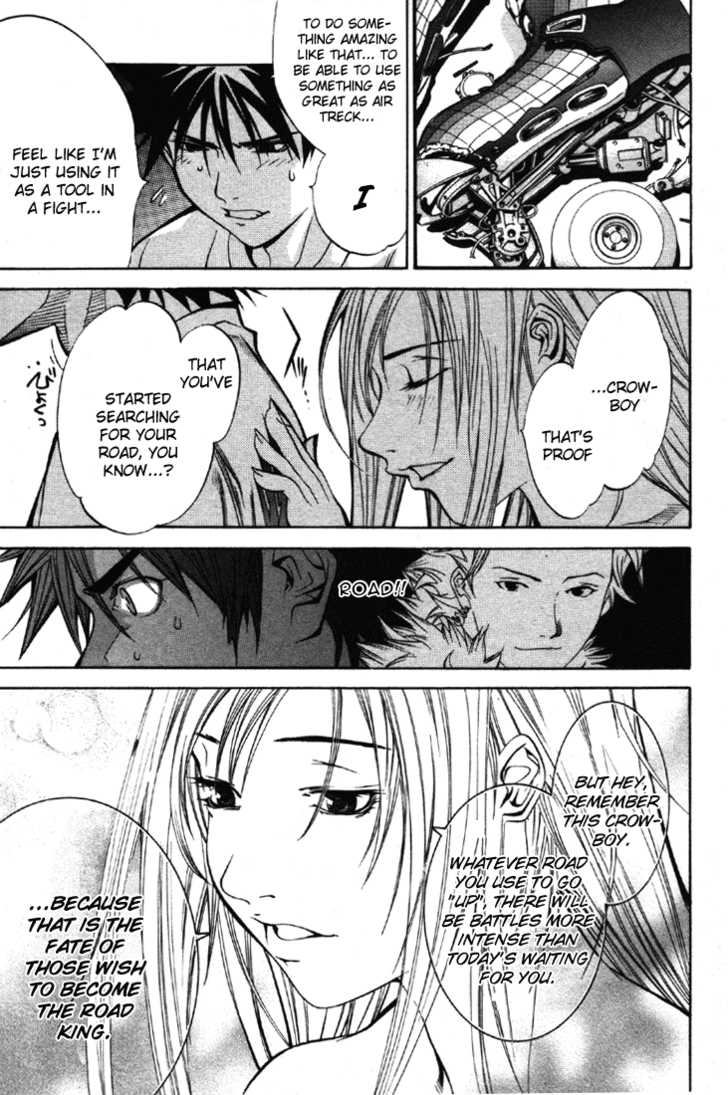 TO DO SOME-
THING AMAZING
LIKE THAT... TO
BE ABLE TO USE
SOMETHING AS
GREAT AS AIR
TRECK...
I
FEEL LIKE I'M
JUST USING IT
AS A TOOL IN
A FIGHT...
...CROW-
BOY
THAT'S
PROOF
THAT
YOU'VE
STARTED
SEARCHING
FOR YOUR
ROAD, YOU
KNOW...?
ROAD!!
BUT HEY,
REMEMBER
THIS CROW-
BOY.
WHATEVER ROAD
YOU USE TO GO
"UP", THERE WILL
BE BATTLES MORE
INTENSE THAN
TODAY'S WAITING
FOR YOU.
...BECAUSE
THAT IS THE
FATE OF
THOSE WISH
TO BECOME
THE ROAD
KING.